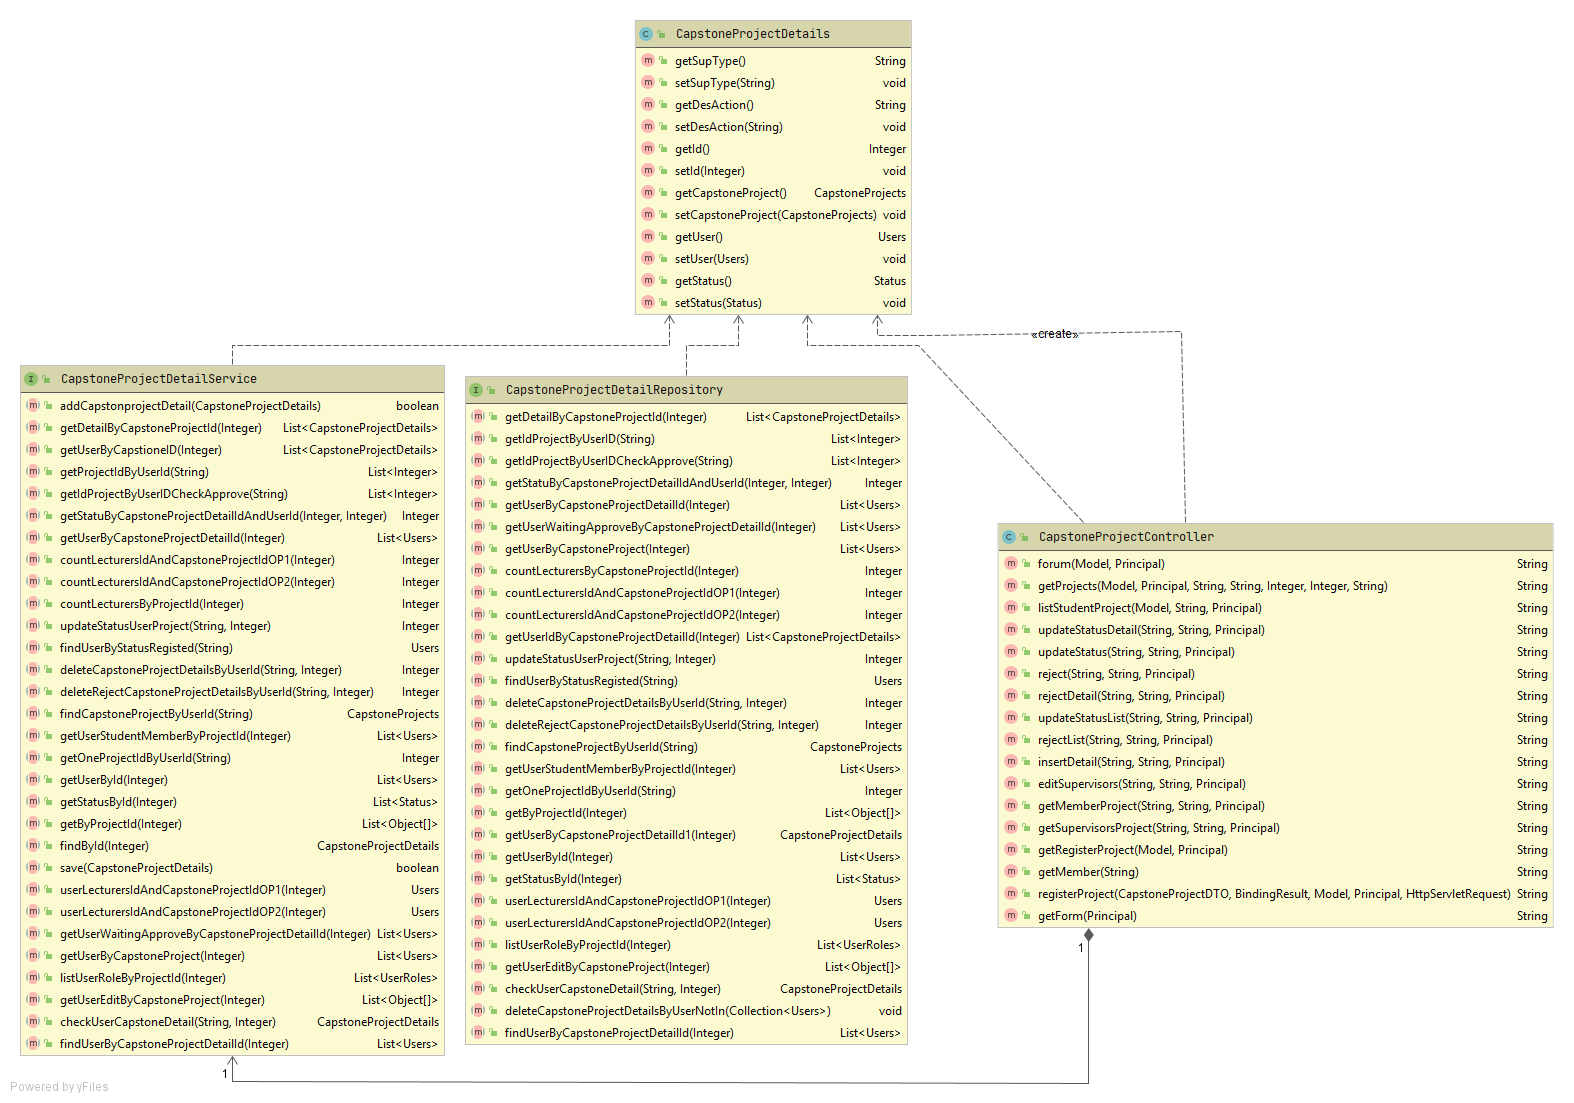 CapstoneProjectDetails
getSupType() String
setSupType(String) void
getDesAction() String
setDesAction(String) void
getId() Integer
setId(Integer) void
getCapstoneProject() CapstoneProjects
setCapstoneProject(CapstoneProjects) void
getUser() Users
setUser(Users) void
getStatus() Status
setStatus(Status) void
«create»
CapstoneProjectDetailService
addCapstonprojectDetail(CapstoneProjectDetails) boolean
getDetailByCapstoneProjectId(Integer) List<CapstoneProjectDetails>
getUserByCapstioneID(Integer) List<CapstoneProjectDetails>
getProjectIdByUserId(String) List<Integer>
getIdProjectByUserIDCheckApprove(String) List<Integer>
getStatuByCapstoneProjectDetailIdAndUserId(Integer, Integer) Integer
getUserByCapstoneProjectDetailId(Integer) List<Users>
countLecturersIdAndCapstoneProjectIdOP1(Integer) Integer
countLecturersIdAndCapstoneProjectIdOP2(Integer) Integer
countLecturersByProjectId(Integer) Integer
updateStatusUserProject(String, Integer) Integer
findUserByStatusRegisted(String) Users
deleteCapstoneProjectDetailsByUserId(String, Integer) Integer
deleteRejectCapstoneProjectDetailsByUserId(String, Integer) Integer
findCapstoneProjectByUserId(String) CapstoneProjects
getUserStudentMemberByProjectId(Integer) List<Users>
getOneProjectIdByUserId(String) Integer
getUserById(Integer) List<Users>
getStatusById(Integer) List<Status>
getByProjectId(Integer) List<Object[]>
findById(Integer) CapstoneProjectDetails
save(CapstoneProjectDetails) boolean
userLecturersIdAndCapstoneProjectIdOP1(Integer) Users
userLecturersIdAndCapstoneProjectIdOP2(Integer) Users
getUserWaitingApproveByCapstoneProjectDetailId(Integer) List<Users>
getUserByCapstoneProject(Integer) List<Users>
listUserRoleByProjectId(Integer) List<UserRoles>
getUserEditByCapstoneProject(Integer) List<Object[]>
checkUserCapstoneDetail(String, Integer) CapstoneProjectDetails
findUserByCapstoneProjectDetailId(Integer) List<Users>
CapstoneProjectDetailRepository
getDetailByCapstoneProjectId(Integer) List<CapstoneProjectDetails>
getIdProjectByUserID(String) List<Integer>
getIdProjectByUserIDCheckApprove(String) List<Integer>
getStatuByCapstoneProjectDetailIdAndUserId(Integer, Integer) Integer
getUserByCapstoneProjectDetailId(Integer) List<Users>
getUserWaitingApproveByCapstoneProjectDetailId(Integer) List<Users>
getUserByCapstoneProject(Integer) List<Users>
countLecturersByCapstoneProjectId(Integer) Integer
countLecturersIdAndCapstoneProjectIdOP1(Integer) Integer
countLecturersIdAndCapstoneProjectIdOP2(Integer) Integer
getUserIdByCapstoneProjectDetailId(Integer) List<CapstoneProjectDetails>
updateStatusUserProject(String, Integer) Integer
findUserByStatusRegisted(String) Users
deleteCapstoneProjectDetailsByUserId(String, Integer) Integer
deleteRejectCapstoneProjectDetailsByUserId(String, Integer) Integer
findCapstoneProjectByUserId(String) CapstoneProjects
getUserStudentMemberByProjectId(Integer) List<Users>
getOneProjectIdByUserId(String) Integer
getByProjectId(Integer) List<Object[]>
getUserByCapstoneProjectDetailId1(Integer) CapstoneProjectDetails
getUserById(Integer) List<Users>
getStatusById(Integer) List<Status>
userLecturersIdAndCapstoneProjectIdOP1(Integer) Users
userLecturersIdAndCapstoneProjectIdOP2(Integer) Users
listUserRoleByProjectId(Integer) List<UserRoles>
getUserEditByCapstoneProject(Integer) List<Object[]>
checkUserCapstoneDetail(String, Integer) CapstoneProjectDetails
deleteCapstoneProjectDetailsByUserNotIn(Collection<Users>) void
findUserByCapstoneProjectDetailId(Integer) List<Users>
CapstoneProjectController
forum(Model, Principal) String
getProjects(Model, Principal, String, String, Integer, Integer, String) String
listStudentProject(Model, String, Principal) String
updateStatusDetail(String, String, Principal) String
updateStatus(String, String, Principal) String
reject(String, String, Principal) String
rejectDetail(String, String, Principal) String
updateStatusList(String, String, Principal) String
rejectList(String, String, Principal) String
insertDetail(String, String, Principal) String
editSupervisors(String, String, Principal) String
getMemberProject(String, String, Principal) String
getSupervisorsProject(String, String, Principal) String
getRegisterProject(Model, Principal) String
getMember(String) String
registerProject(CapstoneProjectDTO, BindingResult, Model, Principal, HttpServletRequest) String
getForm(Principal) String
1
1
Powered by yFiles